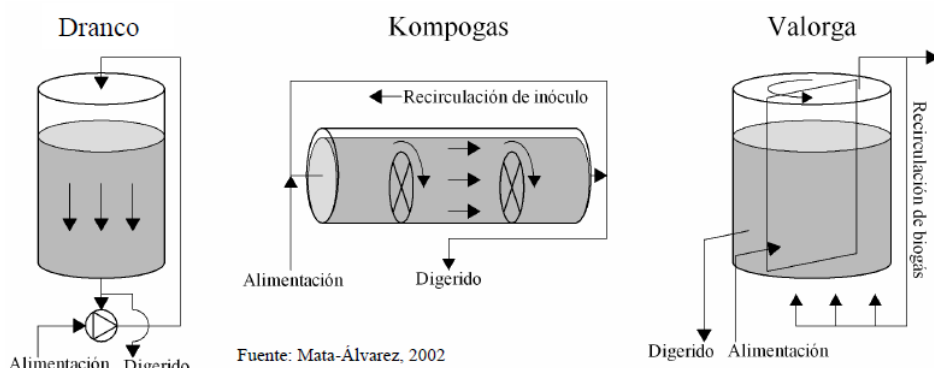 Dranco
Kompogas
Valorga
Recirculación de inóculo
Recirculación de biogás
Alimentación
Digerido
Alimentación
Digerido
Digerido
Alimentación
Fuente: Mata-Álvarez, 2002